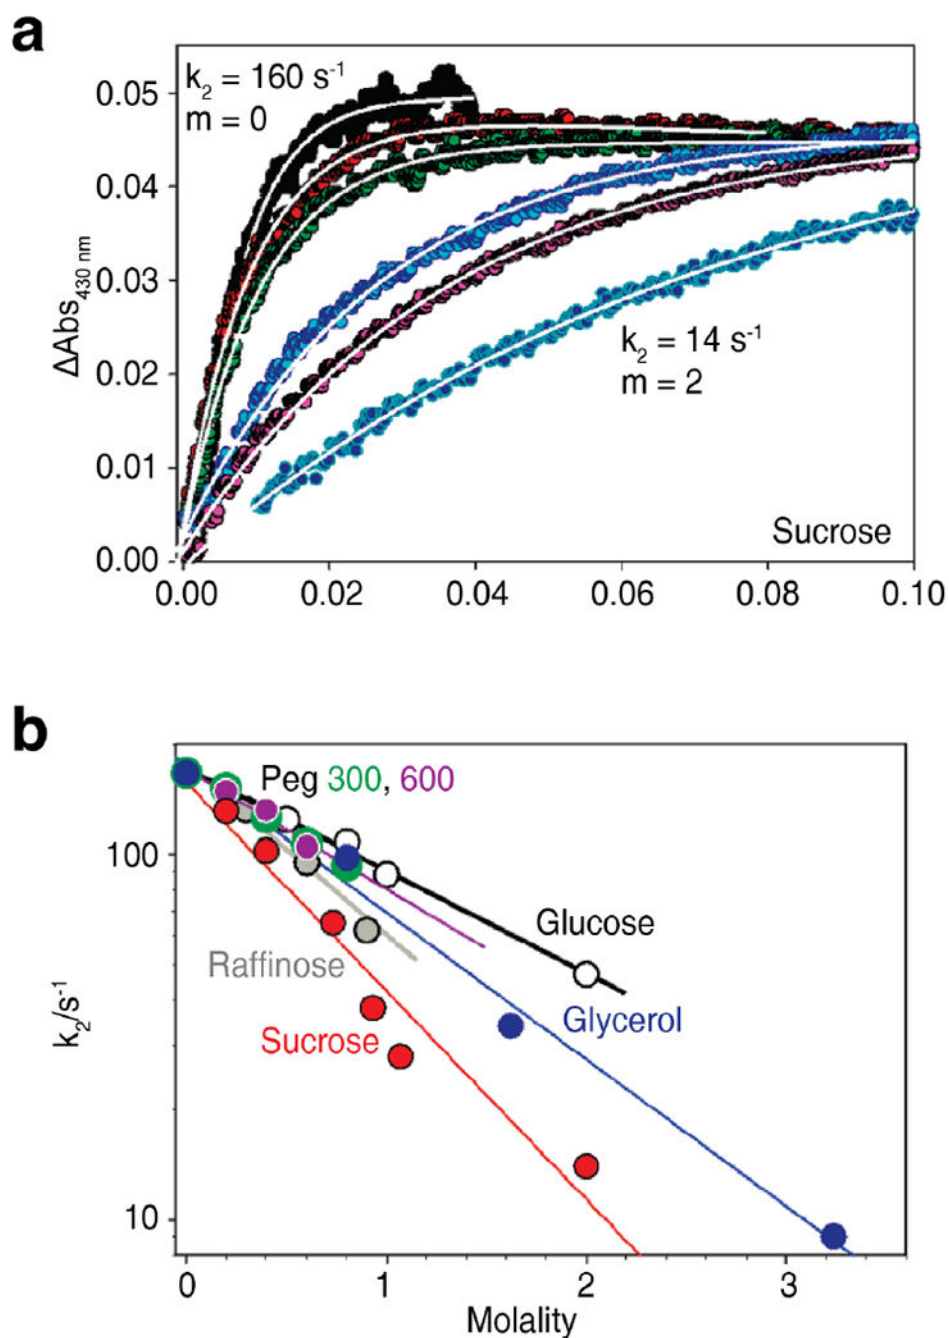 a
k₂ = 160 s⁻¹
m = 0
0.05
0.04
0.03
0.02
0.01
0.00
ΔAbs₄₃₀ ₙₘ
k₂ = 14 s⁻¹
m = 2
Sucrose
0.00 0.02 0.04 0.06 0.08 0.10
b
Peg 300, 600
100
10
k₂/s⁻¹
Glucose
Raffinose
Glycerol
Sucrose
0 1 2 3
Molality